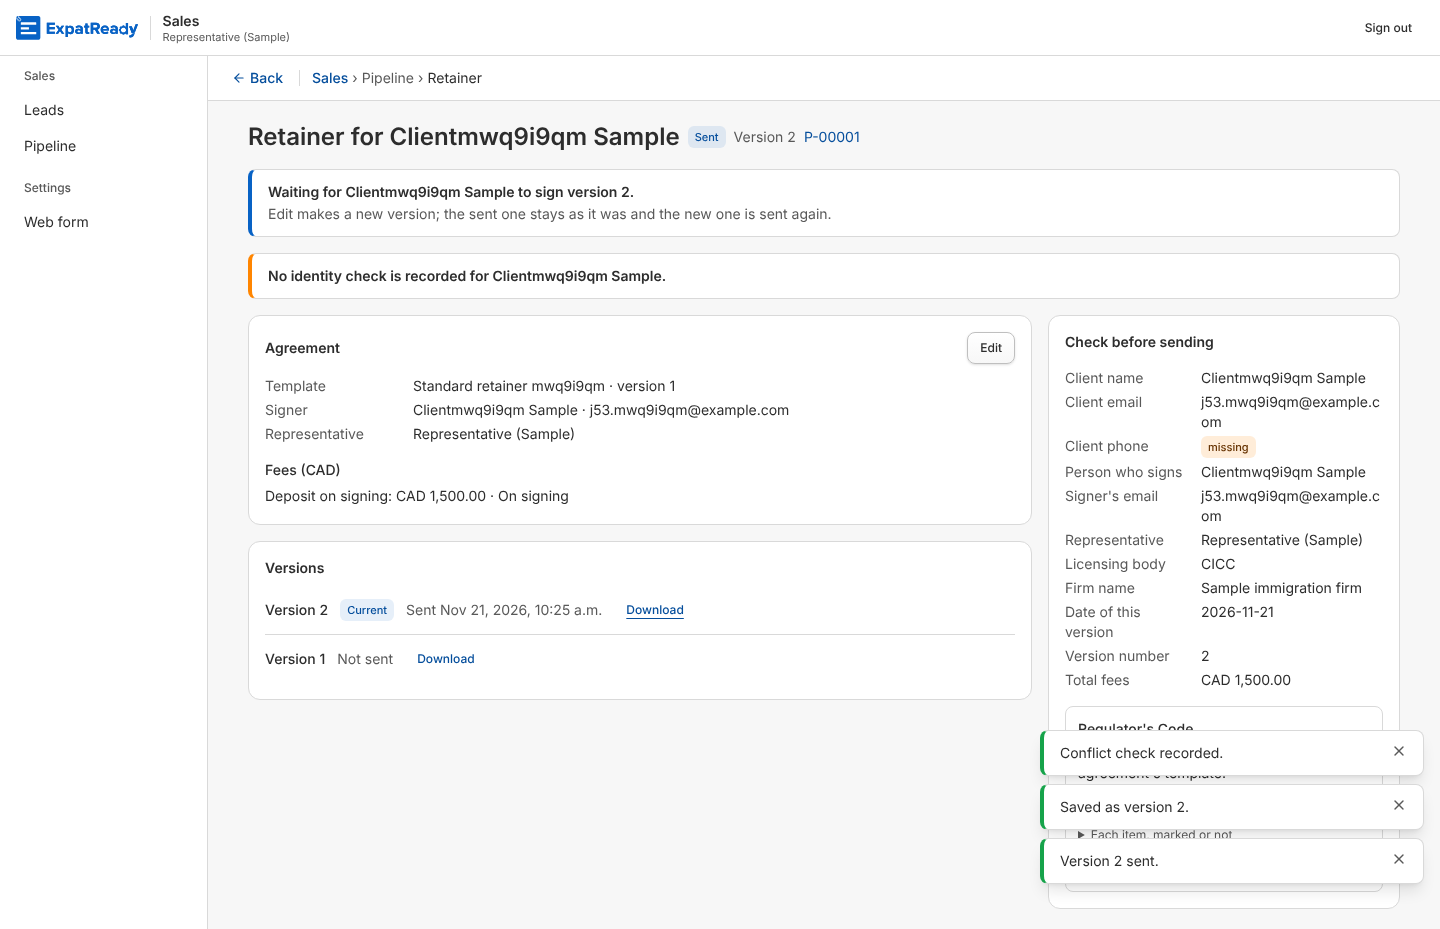 ExpatReady
Sales
Representative (Sample)
Sign out
Sales
Leads
Pipeline
Settings
Web form
← Back
Sales › Pipeline › Retainer
Retainer for Clientmwq9i9qm Sample Sent Version 2 P-00001
Waiting for Clientmwq9i9qm Sample to sign version 2.
Edit makes a new version; the sent one stays as it was and the new one is sent again.
No identity check is recorded for Clientmwq9i9qm Sample.
Agreement
Edit
Template Standard retainer mwq9i9qm · version 1
Signer Clientmwq9i9qm Sample · j53.mwq9i9qm@example.com
Representative Representative (Sample)
Fees (CAD)
Deposit on signing: CAD 1,500.00 · On signing
Versions
Version 2 Current Sent Nov 21, 2026, 10:25 a.m. Download
Version 1 Not sent Download
Check before sending
Client name Clientmwq9i9qm Sample
Client email j53.mwq9i9qm@example.c
om
Client phone missing
Person who signs Clientmwq9i9qm Sample
Signer's email j53.mwq9i9qm@example.c
om
Representative Representative (Sample)
Licensing body CICC
Firm name Sample immigration firm
Date of this 2026-11-21
version
Version number 2
Total fees CAD 1,500.00
Regulator's Code
Conflict check recorded.
agreement's template.
Saved as version 2.
Each item, marked or not
Version 2 sent.